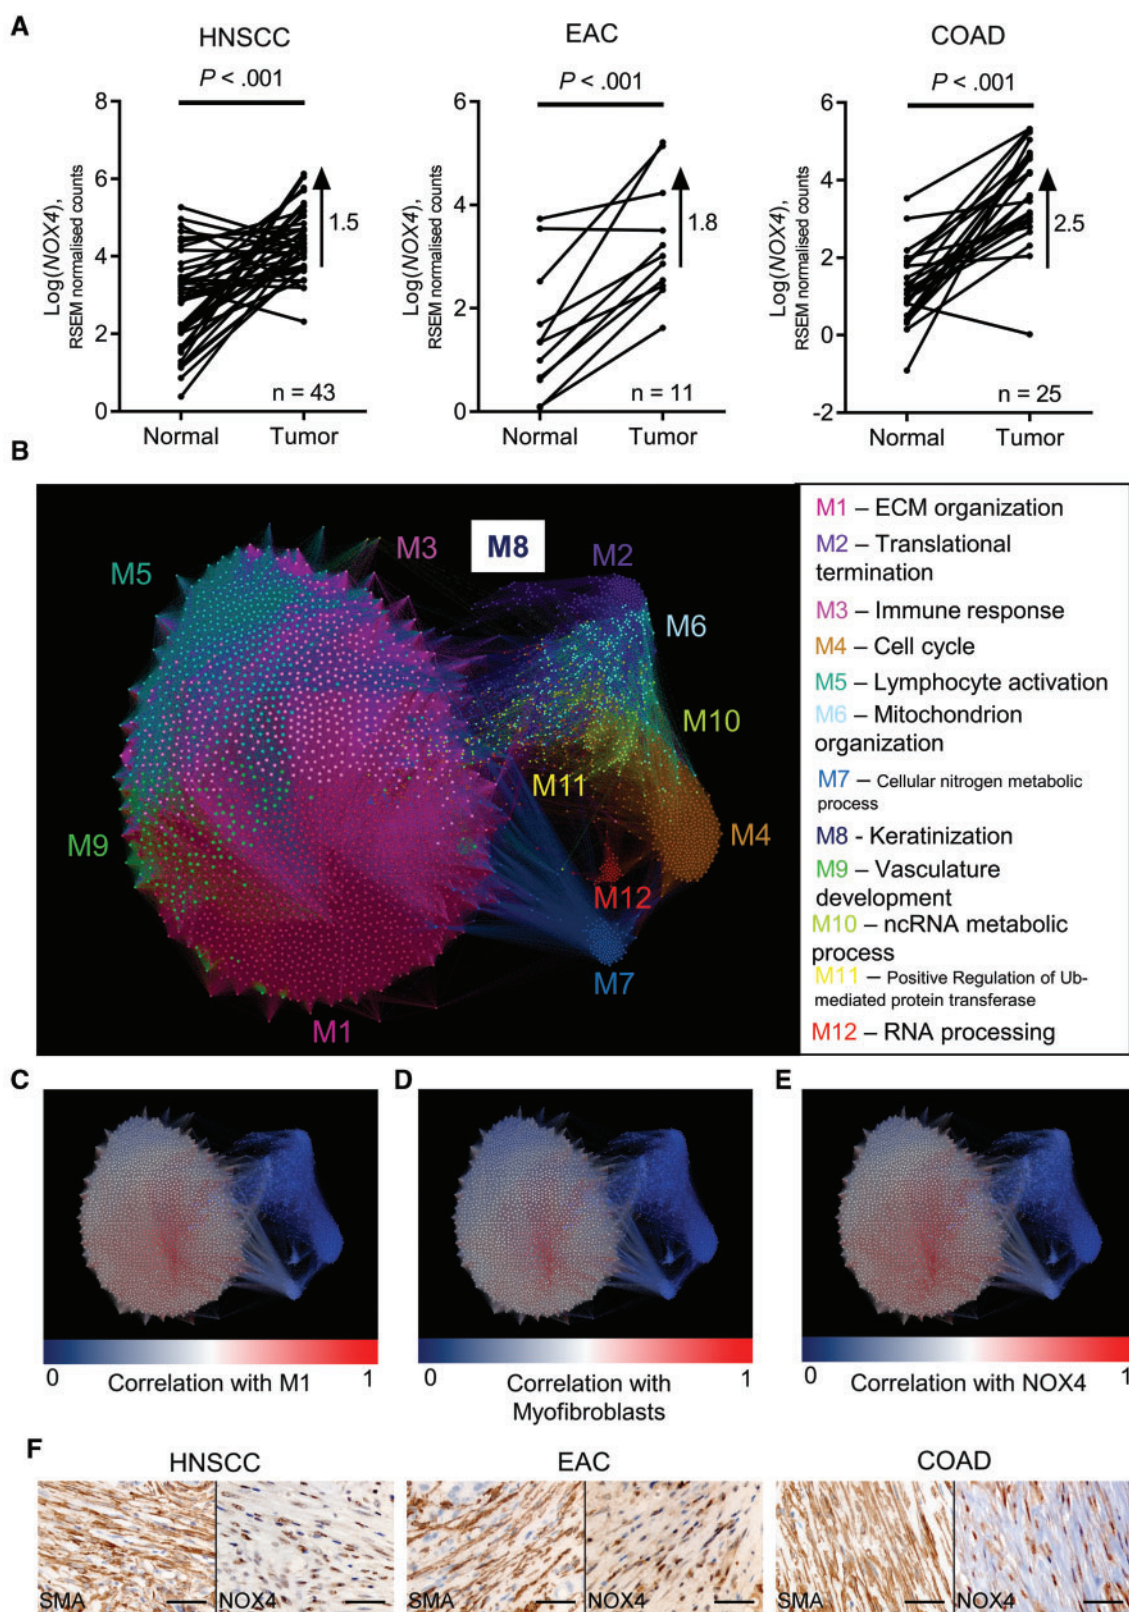 A
HNSCC
EAC
COAD
P < .001
P < .001
P < .001
Log(NOX4),
RSEM normalised counts
8
6
4
2
0
1.5
n = 43
Normal
Tumor
Log(NOX4),
RSEM normalised counts
6
4
2
0
1.8
n = 11
Normal
Tumor
Log(NOX4),
RSEM normalised counts
6
4
2
0
-2
2.5
n = 25
Normal
Tumor
B
M5
M3
M8
M2
M6
M10
M11
M9
M4
M12
M7
M1
M1 – ECM organization
M2 – Translational
termination
M3 – Immune response
M4 – Cell cycle
M5 – Lymphocyte activation
M6 – Mitochondrion
organization
M7 – Cellular nitrogen metabolic
process
M8 - Keratinization
M9 – Vasculature
development
M10 – ncRNA metabolic
process
M11 – Positive Regulation of Ub-
mediated protein transferase
M12 – RNA processing
C
D
E
0
1
Correlation with M1
0
1
Correlation with
Myofibroblasts
0
1
Correlation with NOX4
F
HNSCC
EAC
COAD
SMA
NOX4
SMA
NOX4
SMA
NOX4